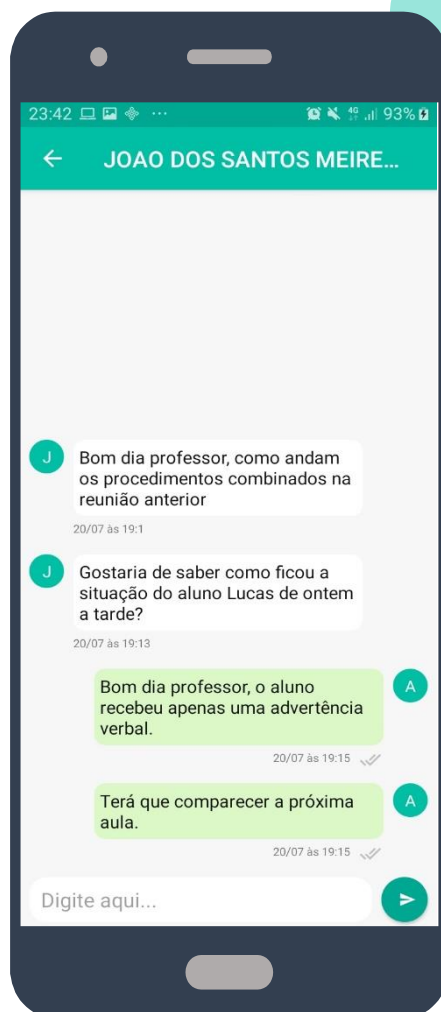 23:42 ... 4G 93%
JOAO DOS SANTOS MEIRE...
J
Bom dia professor, como andam
os procedimentos combinados na
reunião anterior
20/07 às 19:1
J
Gostaria de saber como ficou a
situação do aluno Lucas de ontem
a tarde?
20/07 às 19:13
Bom dia professor, o aluno
recebeu apenas uma advertência
verbal.
A
20/07 às 19:15
Terá que comparecer a próxima
aula.
A
20/07 às 19:15
Digite aqui...